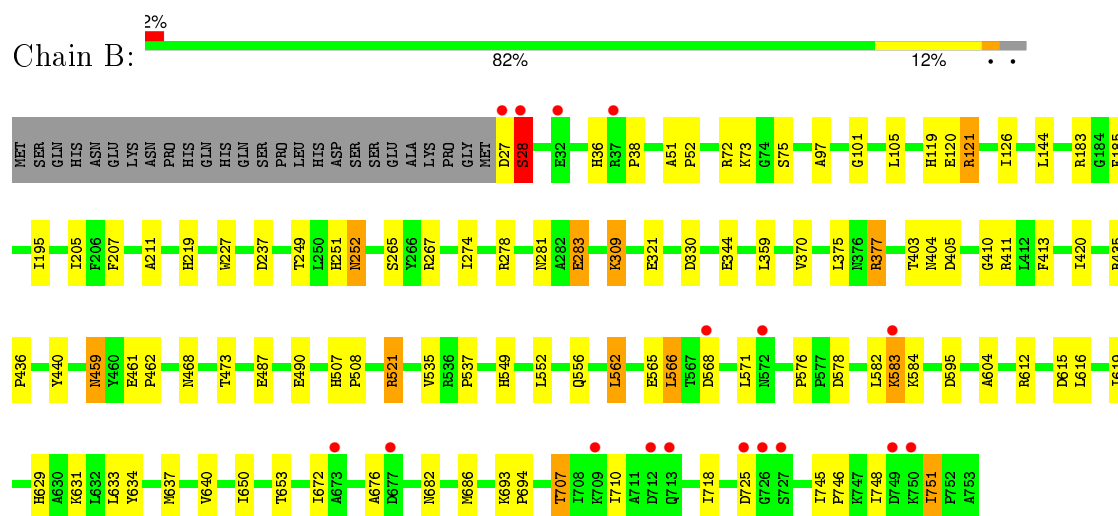 2%
Chain B:
82% 12% • •
MET SER GLN HIS ASN GLU LYS ASN PRO HIS GLN HIS GLN SER PRO LEU HIS ASP SER SER GLU ALA LYS PRO GLY MET D27 S28 E32 H36 R37 P38 A51 P52 R72 K73 G74 S75 A97 G101 L105 H119 E120 R121 I126 L144 R183 G184 E185
I195 I205 F206 F207 A211 H219 W227 D237 T249 L250 H251 N252 S265 Y266 R267 I274 R278 N281 A282 E283 K309 E321 D330 E344 L359 V370 L375 N376 R377 T403 N404 D405 G410 R411 L412 F413 I420 R435
P436 Y440 N459 Y460 E461 P462 N468 T473 E487 E490 H507 P508 R521 V535 R536 P537 H549 L552 Q556 L562 E565 L566 T567 D568 L571 N572 P576 P577 D578 L582 K583 K584 D595 A604 R612 D615 L616 I619
H629 A630 K631 L632 L633 Y634 M637 V640 I650 T653 I672 A673 A676 D677 N682 M686 K693 P694 T707 I708 K709 I710 A711 D712 Q713 I718 D725 G726 S727 I745 P746 K747 I748 D749 K750 I751 P752 A753